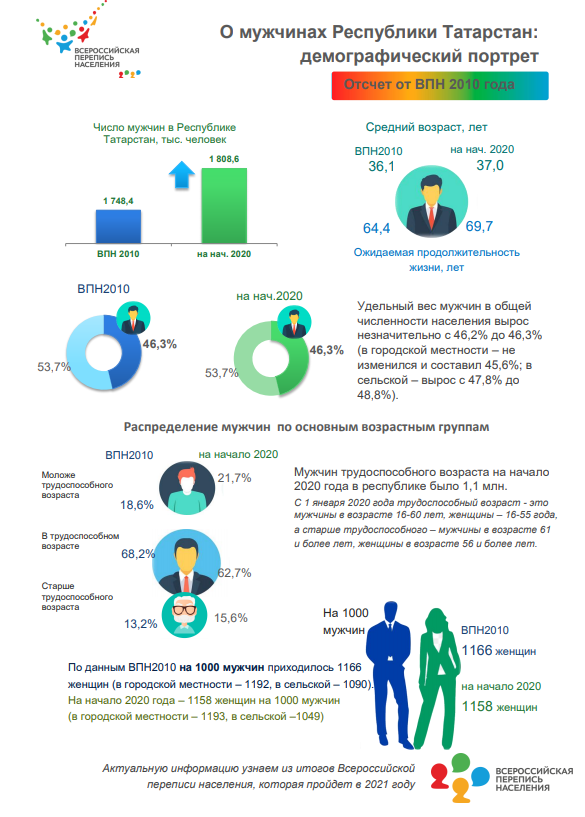 ВСЕРОССИЙСКАЯ
ПЕРЕПИСЬ
НАСЕЛЕНИЯ
О мужчинах Республики Татарстан:
демографический портрет
Отсчет от ВПН 2010 года
Число мужчин в Республике
Татарстан, тыс. человек
1 808,6
1 748,4
ВПН 2010
на нач. 2020
Средний возраст, лет
ВПН2010
на нач. 2020
36,1
37,0
64,4
69,7
Ожидаемая продолжительность
жизни, лет
ВПН2010
46,3%
53,7%
на нач.2020
46,3%
53,7%
Удельный вес мужчин в общей
численности населения вырос
незначительно с 46,2% до 46,3%
(в городской местности – не
изменился и составил 45,6%; в
сельской – вырос с 47,8% до
48,8%).
Распределение мужчин по основным возрастным группам
ВПН2010
на начало 2020
Моложе
трудоспособного
возраста
18,6%
21,7%
В трудоспособном
возрасте
68,2%
62,7%
Старше
трудоспособного
возраста
13,2%
15,6%
Мужчин трудоспособного возраста на начало
2020 года в республике было 1,1 млн.
С 1 января 2020 года трудоспособный возраст - это
мужчины в возрасте 16-60 лет, женщины – 16-55 года,
а старше трудоспособного – мужчины в возрасте 61
и более лет, женщины в возрасте 56 и более лет.
На 1000
мужчин
ВПН2010
1166 женщин
на начало 2020
1158 женщин
По данным ВПН2010 на 1000 мужчин приходилось 1166
женщин (в городской местности – 1192, в сельской – 1090).
На начало 2020 года – 1158 женщин на 1000 мужчин
(в городской местности – 1193, в сельской –1049)
Актуальную информацию узнаем из итогов Всероссийской
переписи населения, которая пройдет в 2021 году
ВСЕРОССИЙСКАЯ
ПЕРЕПИСЬ
НАСЕЛЕНИЯ